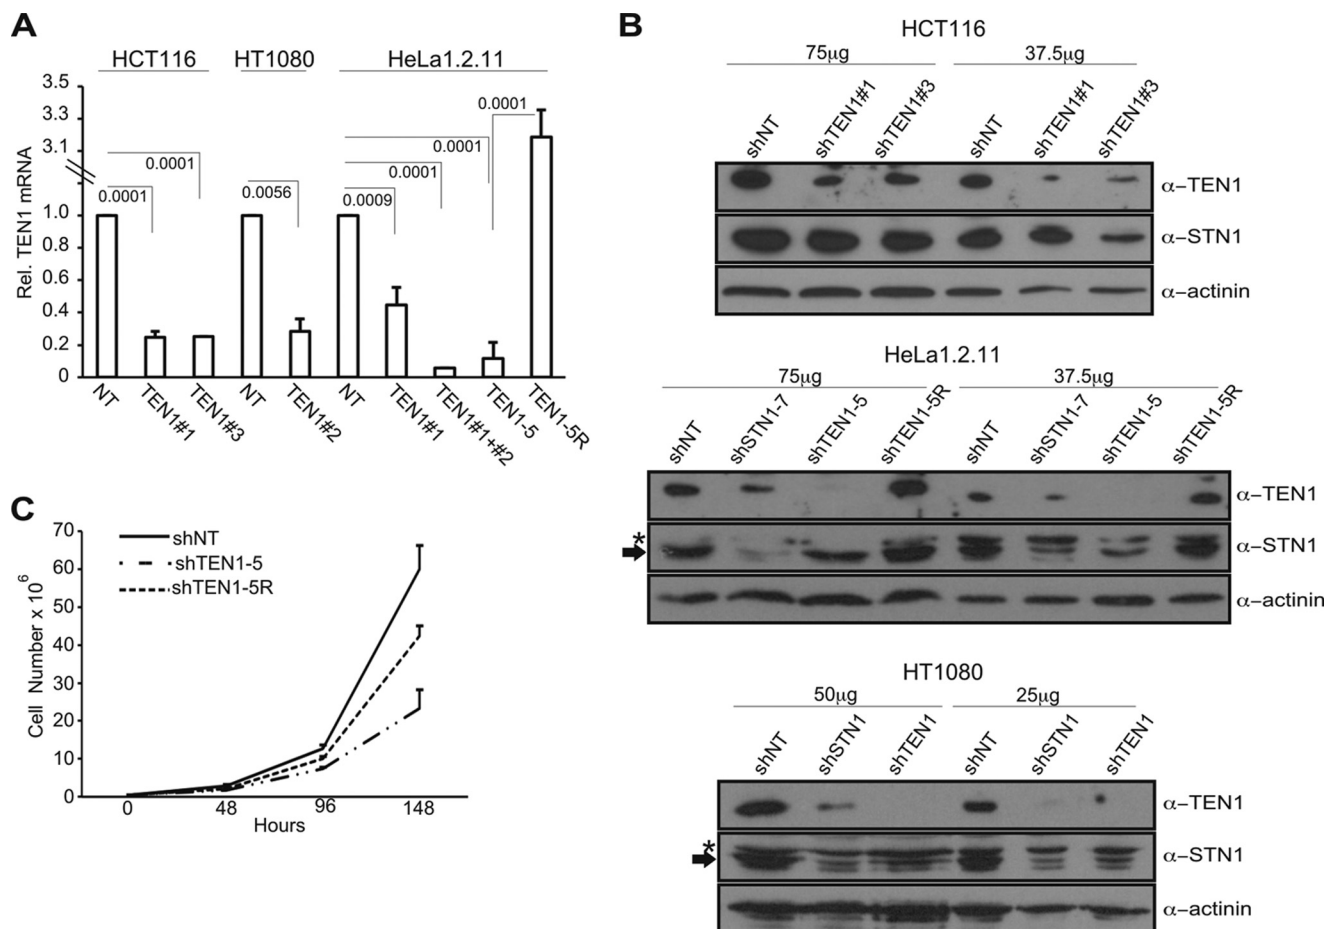 A
HCT116 HT1080 HeLa1.2.11
Rel. TEN1 mRNA
3.5
3.3
3.1
1.0
0.8
0.6
0.4
0.2
0
0.0001
0.0001
0.0056
0.0009
0.0001
0.0001
0.0001
NT TEN1#1 TEN1#3 NT TEN1#2 NT TEN1#1 TEN1#1+#2 TEN1-5 TEN1-5R
B
HCT116
75μg 37.5μg
shNT shTEN1#1 shTEN1#3 shNT shTEN1#1 shTEN1#3
α-TEN1
α-STN1
α-actinin
HeLa1.2.11
75μg 37.5μg
shNT shSTN1-7 shTEN1-5 shTEN1-5R shNT shSTN1-7 shTEN1-5 shTEN1-5R
α-TEN1
* α-STN1
α-actinin
HT1080
50μg 25μg
shNT shSTN1 shTEN1 shNT shSTN1 shTEN1
α-TEN1
* α-STN1
α-actinin
C
shNT
shTEN1-5
shTEN1-5R
Cell Number x 10⁶
70
60
50
40
30
20
10
0
0 48 96 148
Hours